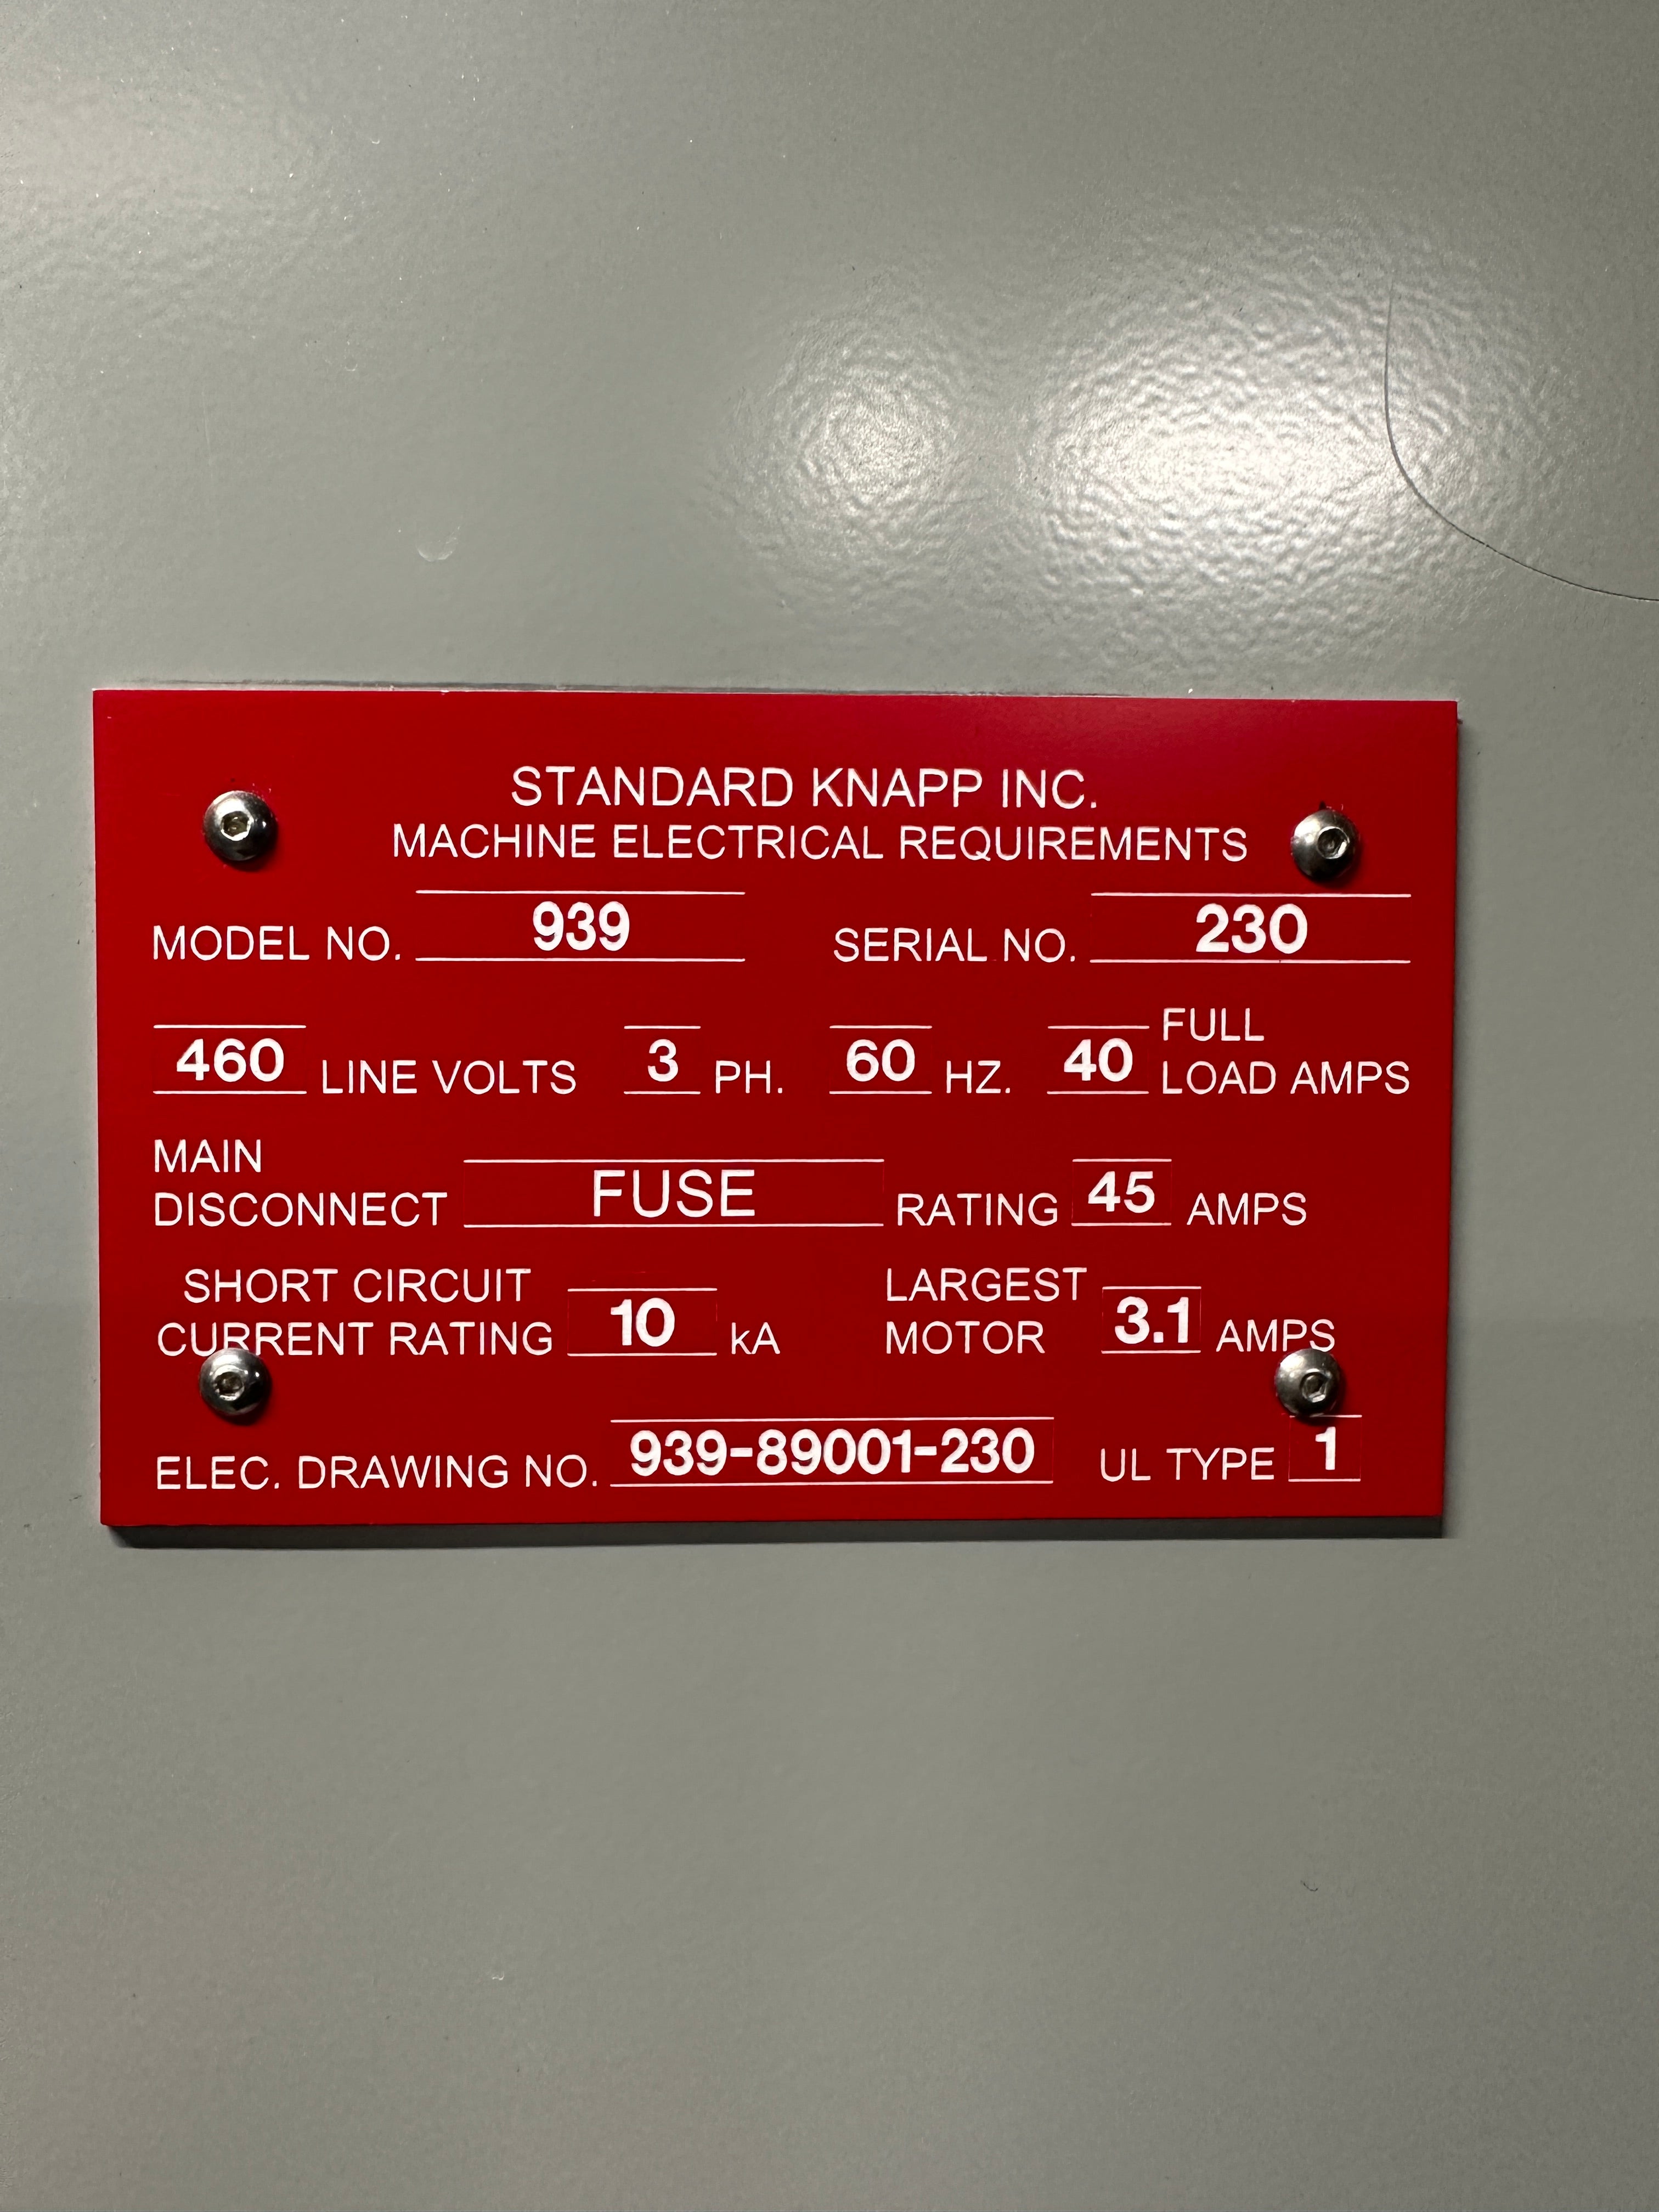 STANDARD KNAPP INC.
MACHINE ELECTRICAL REQUIREMENTS
MODEL NO. 939 SERIAL NO. 230
460 LINE VOLTS 3 PH. 60 HZ. 40 FULL LOAD AMPS
MAIN DISCONNECT FUSE RATING 45 AMPS
SHORT CIRCUIT CURRENT RATING 10 kA LARGEST MOTOR 3.1 AMPS
ELEC. DRAWING NO. 939-89001-230 UL TYPE 1